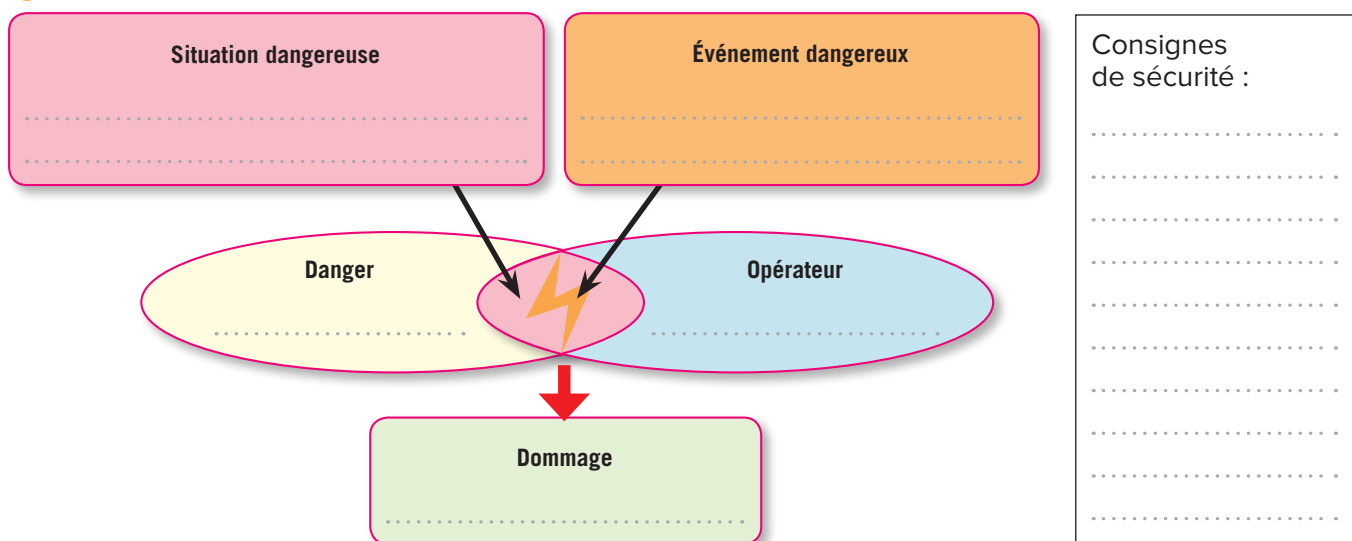 Situation dangereuse
Événement dangereux
Consignes
de sécurité :
Danger
Opérateur
Dommage